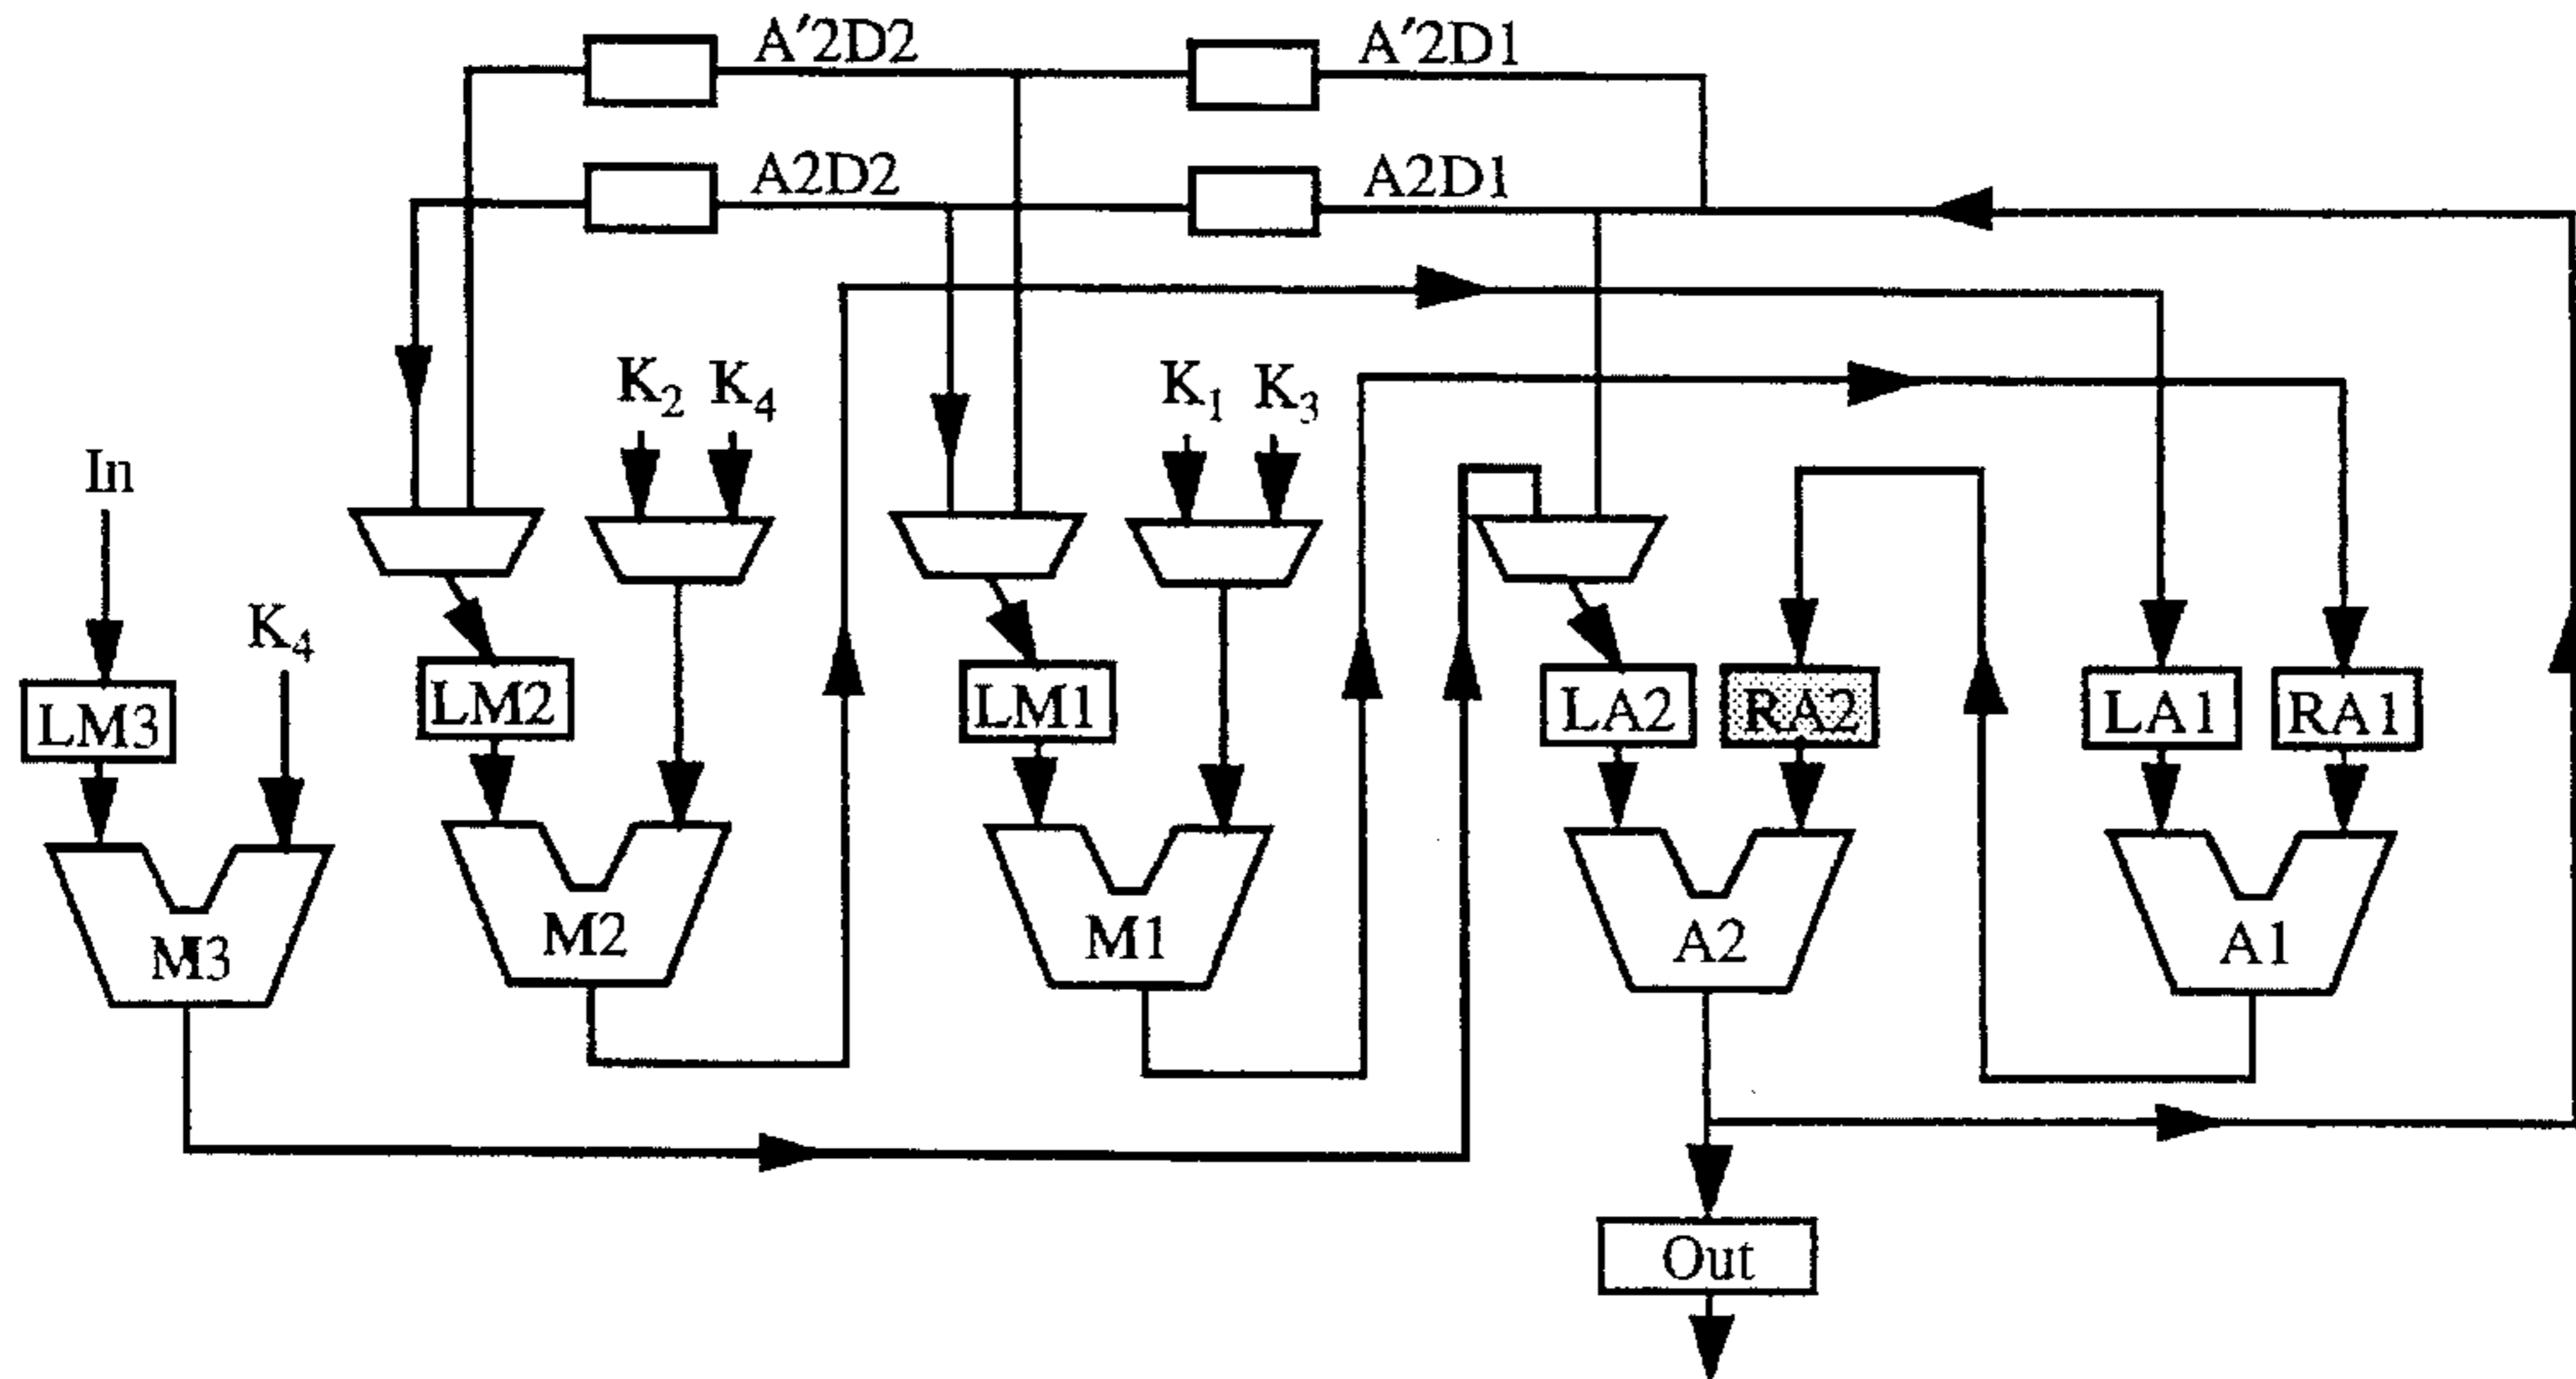 A′2D2 A′2D1
A2D2 A2D1
K2 K4 K1 K3
In
K4
LM3 LM2 LM1 LA2 RA2 LA1 RA1
M3 M2 M1 A2 A1
Out